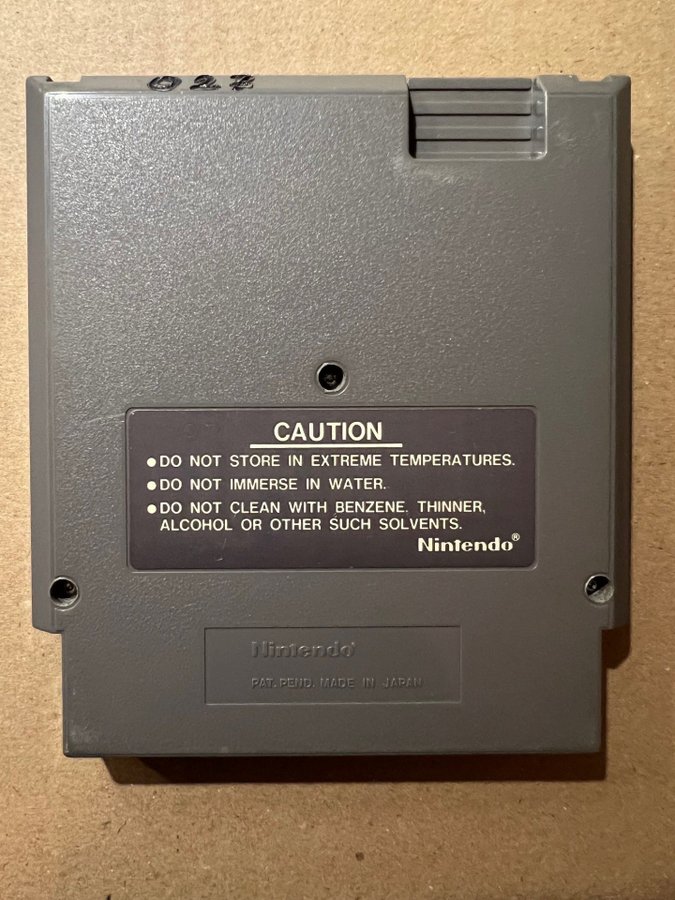 022
CAUTION
• DO NOT STORE IN EXTREME TEMPERATURES.
• DO NOT IMMERSE IN WATER.
• DO NOT CLEAN WITH BENZENE, THINNER,
ALCOHOL OR OTHER SUCH SOLVENTS.
Nintendo®
Nintendo®
PAT. PEND. MADE IN JAPAN